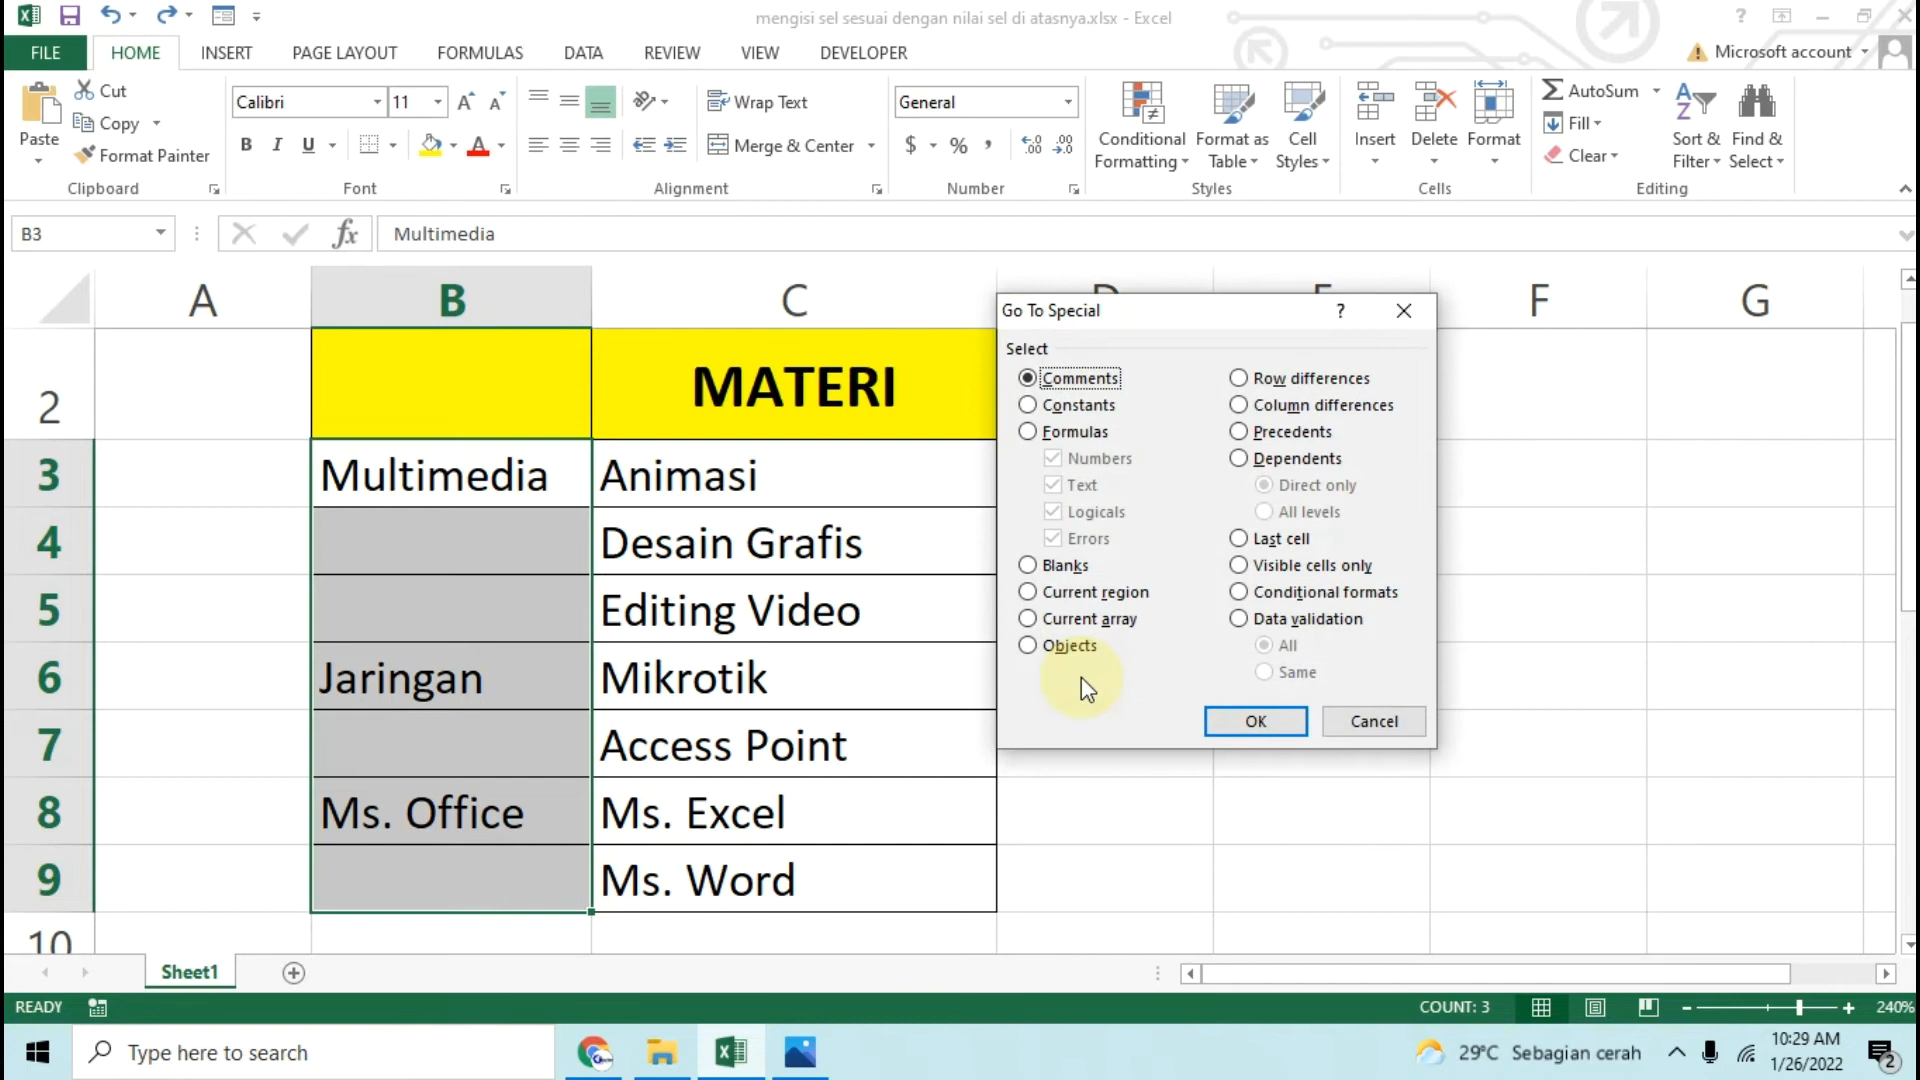 mengisi sel sesuai dengan nilai sel di atasnya.xlsx - Excel
FILE HOME INSERT PAGE LAYOUT FORMULAS DATA REVIEW VIEW DEVELOPER Microsoft account
Paste
Cut
Copy
Format Painter
Clipboard
Calibri 11
B I U
Font
Wrap Text
Merge & Center
Alignment
General
$ % ,
Number
Conditional Formatting
Format as Table
Cell Styles
Styles
Insert Delete Format
Cells
AutoSum
Fill
Clear
Sort & Filter
Find & Select
Editing
B3 fx Multimedia
A B C D E F G
2 MATERI
3 Multimedia Animasi
4 Desain Grafis
5 Editing Video
6 Jaringan Mikrotik
7 Access Point
8 Ms. Office Ms. Excel
9 Ms. Word
10
Go To Special ?
Select
Comments
Constants
Formulas
Numbers
Text
Logicals
Errors
Blanks
Current region
Current array
Objects
Row differences
Column differences
Precedents
Dependents
Direct only
All levels
Last cell
Visible cells only
Conditional formats
Data validation
All
Same
OK Cancel
Sheet1
READY COUNT: 3 240%
Type here to search
29°C Sebagian cerah
10:29 AM
1/26/2022
2